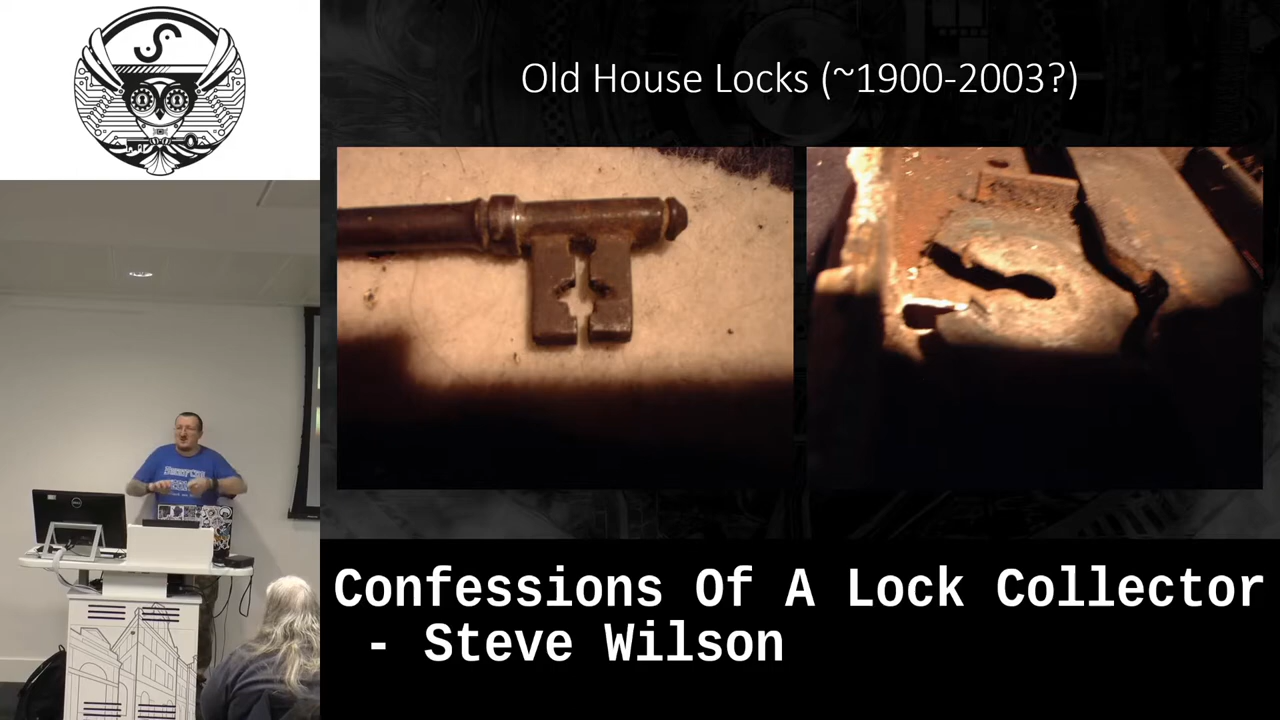 Old House Locks (~1900-2003?)
Confessions Of A Lock Collector
- Steve Wilson